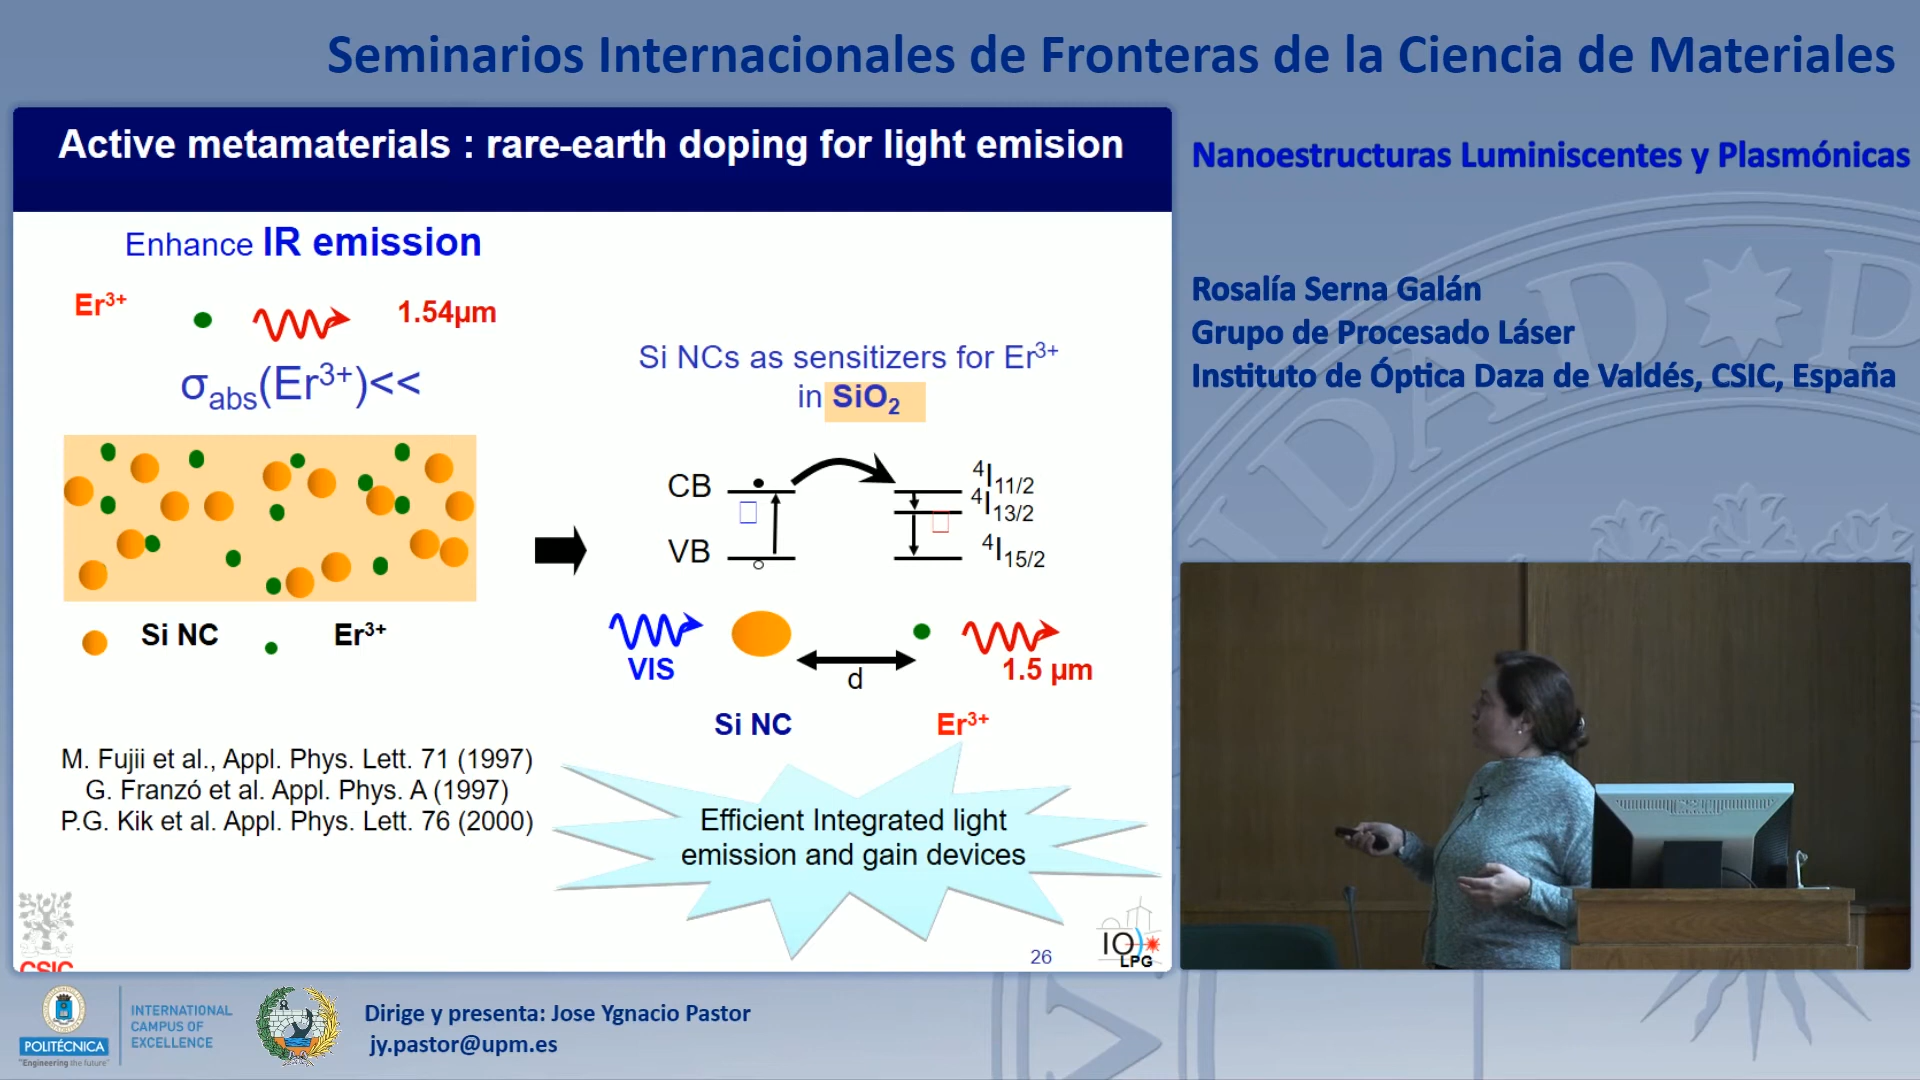 Seminarios Internacionales de Fronteras de la Ciencia de Materiales
Active metamaterials : rare-earth doping for light emision
Enhance IR emission
Er³⁺
1.54µm
σabs(Er³⁺)<<
Si NC
Er³⁺
M. Fujii et al., Appl. Phys. Lett. 71 (1997)
G. Franzó et al. Appl. Phys. A (1997)
P.G. Kik et al. Appl. Phys. Lett. 76 (2000)
Si NCs as sensitizers for Er³⁺
in SiO₂
CB
VB
⁴I₁₁/₂
⁴I₁₃/₂
⁴I₁₅/₂
VIS
d
1.5 µm
Si NC
Er³⁺
Efficient Integrated light
emission and gain devices
CSIC
26
IO
LPG
Nanoestructuras Luminiscentes y Plasmónicas
Rosalía Serna Galán
Grupo de Procesado Láser
Instituto de Óptica Daza de Valdés, CSIC, España
POLITÉCNICA
"Engineering the future"
INTERNATIONAL
CAMPUS OF
EXCELLENCE
Dirige y presenta: Jose Ygnacio Pastor
jy.pastor@upm.es